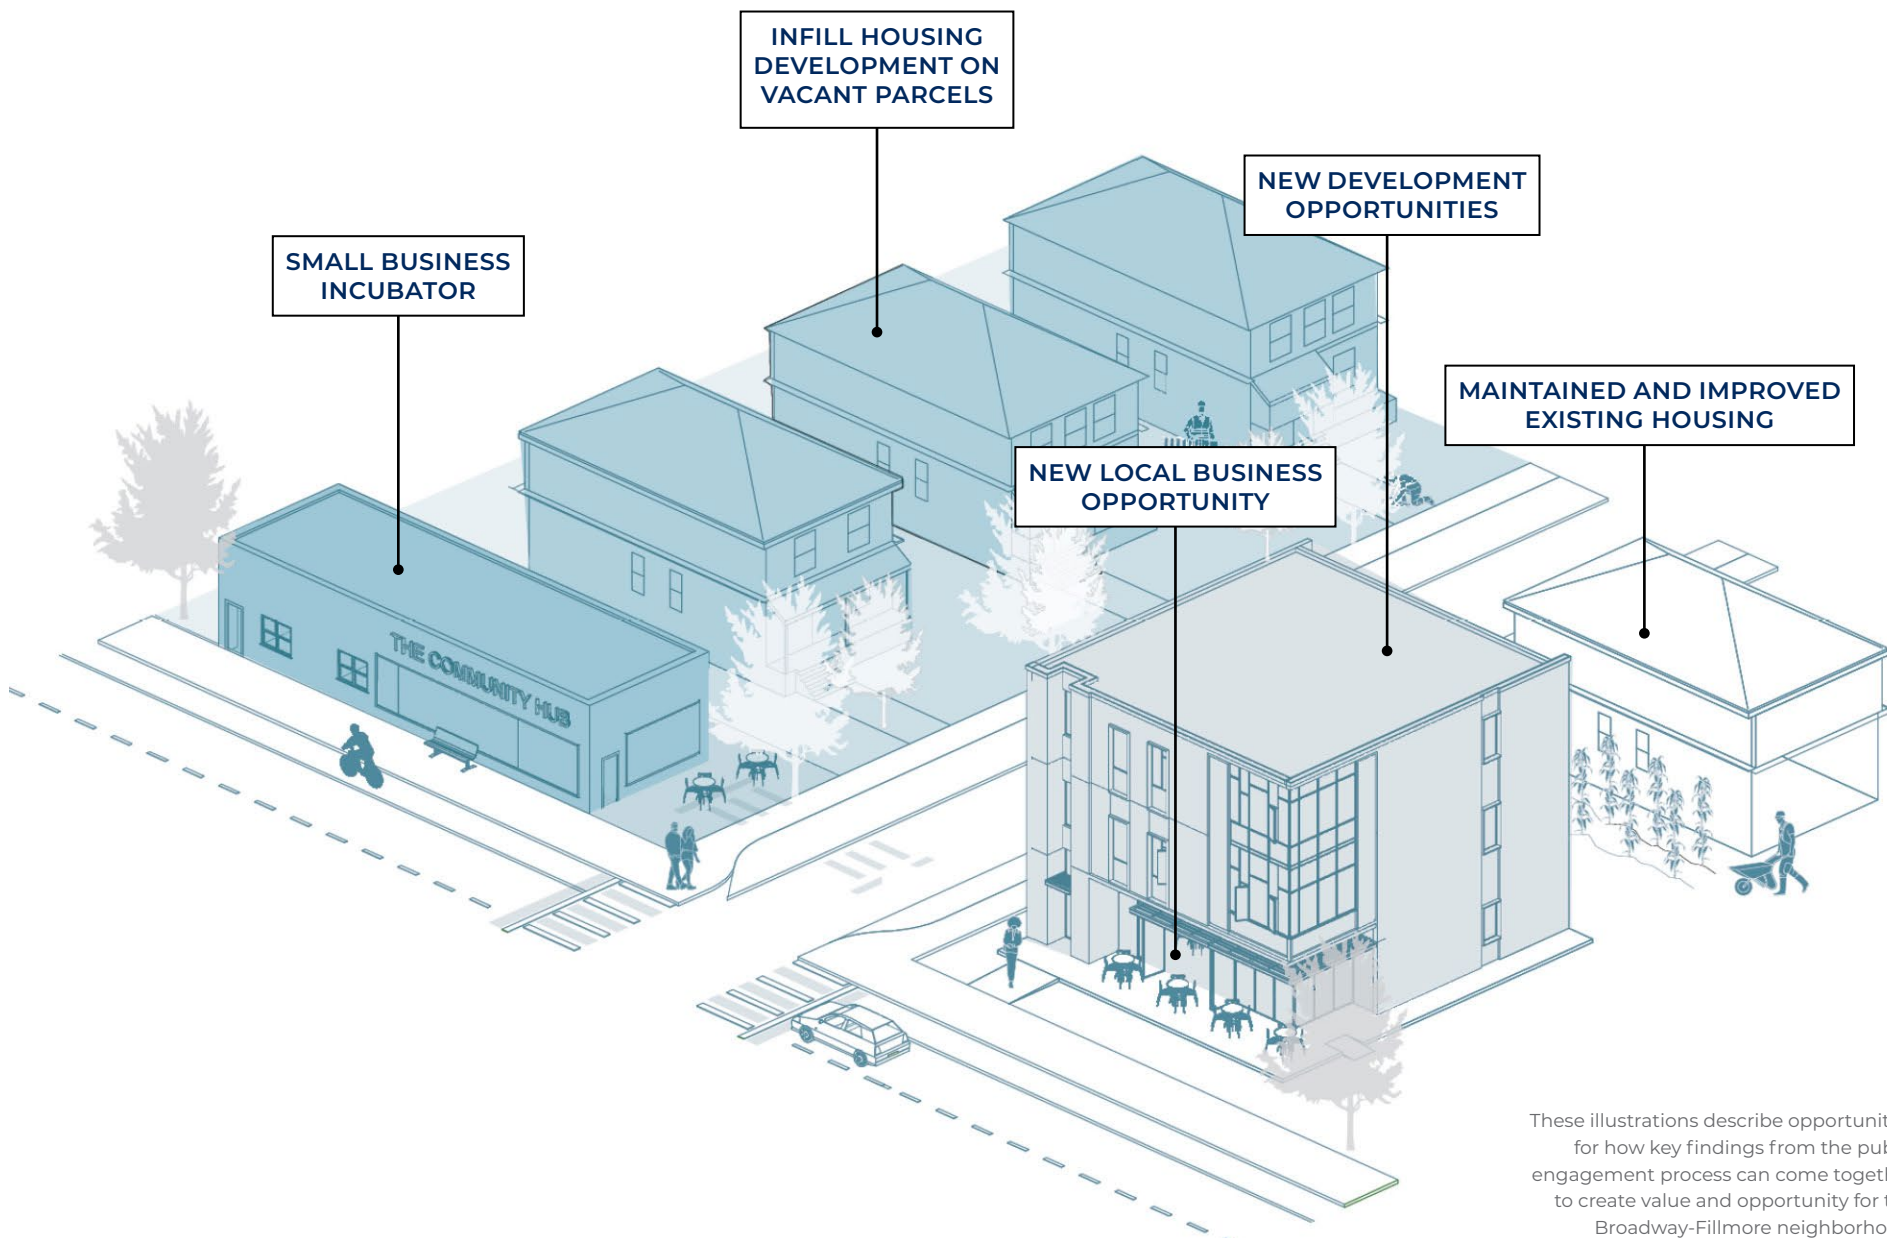 INFILL HOUSING
DEVELOPMENT ON
VACANT PARCELS
NEW DEVELOPMENT
OPPORTUNITIES
SMALL BUSINESS
INCUBATOR
MAINTAINED AND IMPROVED
EXISTING HOUSING
NEW LOCAL BUSINESS
OPPORTUNITY
THE COMMUNITY HUB
These illustrations describe
for how key findings from the
engagement process can come
to create value and opportunity for
Broadway-Fillmore